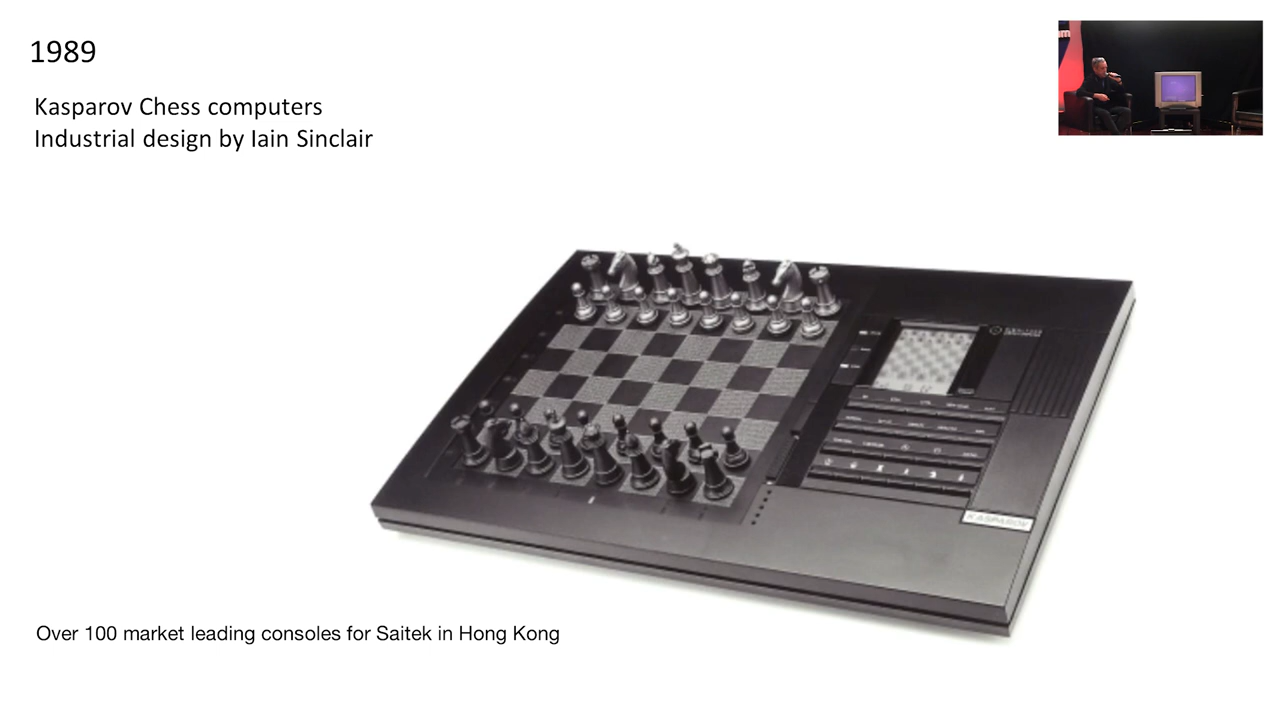 1989
Kasparov Chess computers
Industrial design by Iain Sinclair
KASPAROV
Over 100 market leading consoles for Saitek in Hong Kong